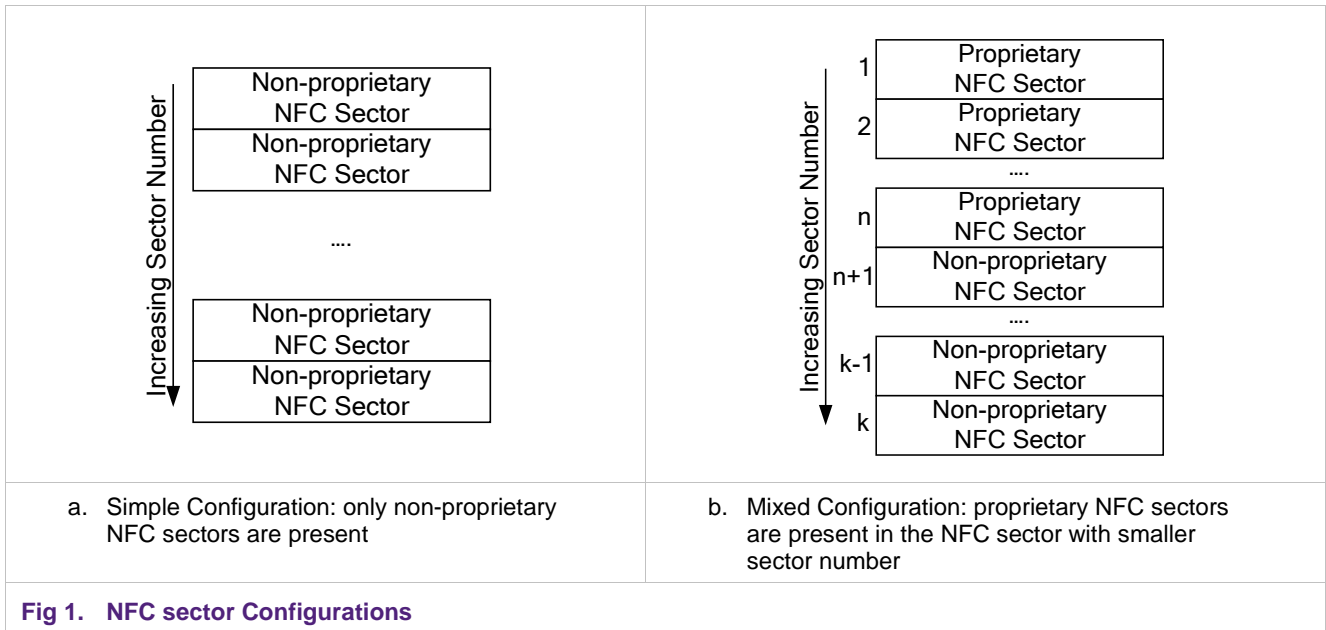 Increasing Sector Number
Non-proprietary
NFC Sector
Non-proprietary
NFC Sector
....
Non-proprietary
NFC Sector
Non-proprietary
NFC Sector
a. Simple Configuration: only non-proprietary
NFC sectors are present
Increasing Sector Number
1
Proprietary
NFC Sector
2
Proprietary
NFC Sector
....
n
Proprietary
NFC Sector
n+1
Non-proprietary
NFC Sector
....
k-1
Non-proprietary
NFC Sector
k
Non-proprietary
NFC Sector
b. Mixed Configuration: proprietary NFC sectors
are present in the NFC sector with smaller
sector number
Fig 1. NFC sector Configurations